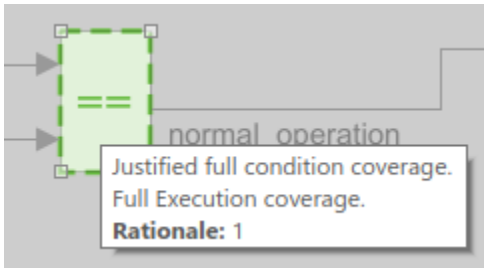 ==
normal_operation
Justified full condition coverage.
Full Execution coverage.
Rationale: 1